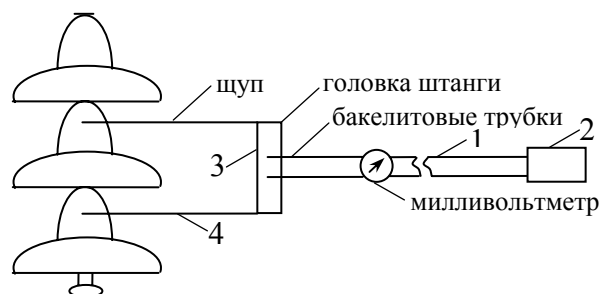 щуп
головка штанги
бакелитовые трубки
1
2
3
милливольтметр
4